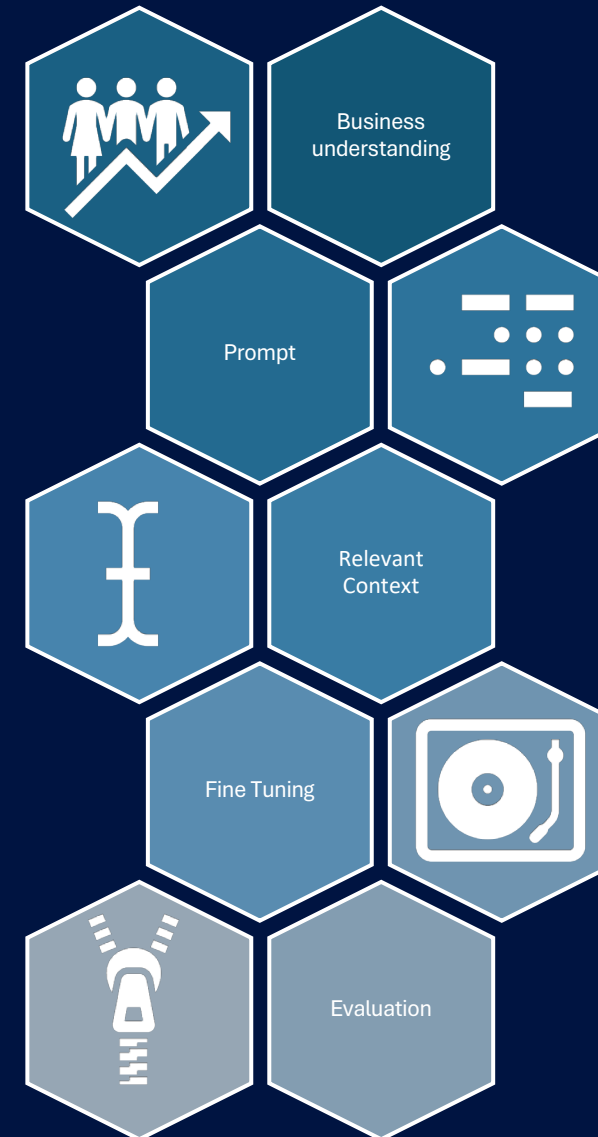 Business
understanding
Prompt
Relevant
Context
Fine Tuning
Evaluation